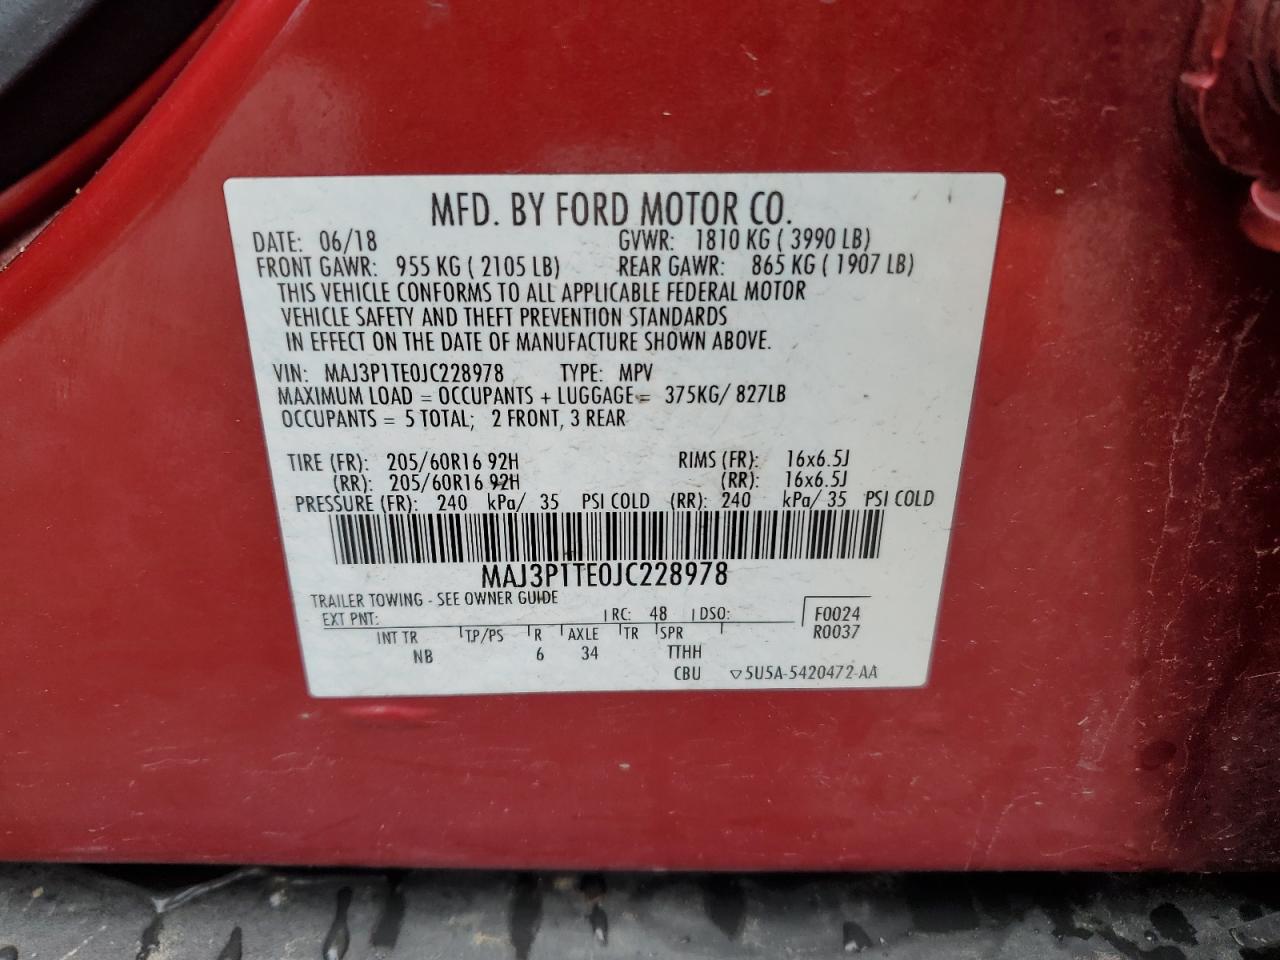 MFD. BY FORD MOTOR CO.
DATE: 06/18 GVWR: 1810 KG ( 3990 LB)
FRONT GAWR: 955 KG ( 2105 LB) REAR GAWR: 865 KG ( 1907 LB)
THIS VEHICLE CONFORMS TO ALL APPLICABLE FEDERAL MOTOR
VEHICLE SAFETY AND THEFT PREVENTION STANDARDS
IN EFFECT ON THE DATE OF MANUFACTURE SHOWN ABOVE.
VIN: MAJ3P1TE0JC228978 TYPE: MPV
MAXIMUM LOAD = OCCUPANTS + LUGGAGE = 375KG/ 827LB
OCCUPANTS = 5 TOTAL; 2 FRONT, 3 REAR
TIRE (FR): 205/60R16 92H RIMS (FR): 16x6.5J
(RR): 205/60R16 92H (RR): 16x6.5J
PRESSURE (FR): 240 kPa/ 35 PSI COLD (RR): 240 kPa/ 35 PSI COLD
MAJ3P1TE0JC228978
TRAILER TOWING - SEE OWNER GUIDE
EXT PNT: RC: 48 DSO: F0024
INT TR TP/PS R AXLE TR SPR R0037
NB 6 34 TTHH
CBU ▽5U5A-5420472-AA